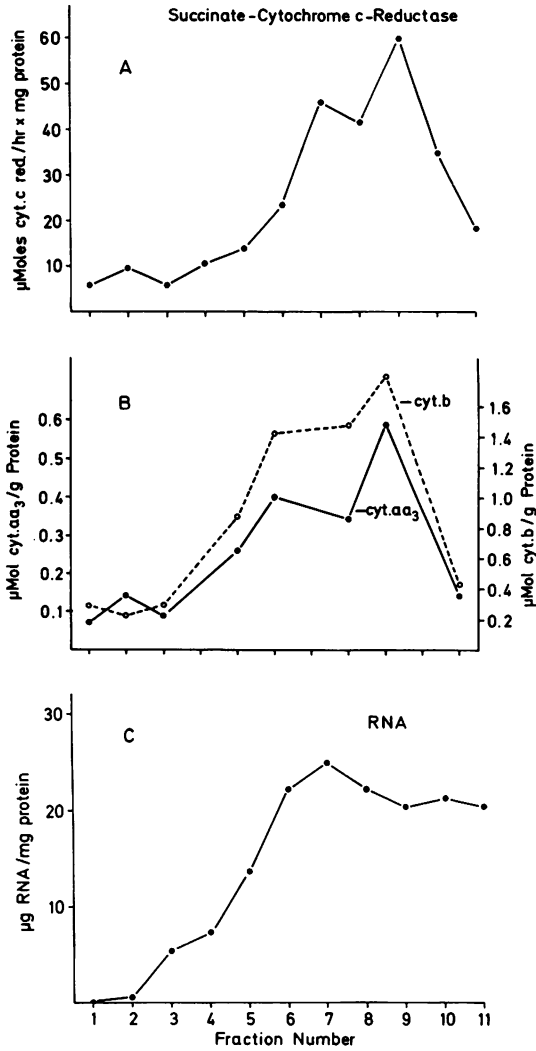 Succinate-Cytochrome c-Reductase
A
µMoles cyt.c red./hr x mg protein
60
50
40
30
20
10
B
µMol cyt.aa₃/g Protein
0.6
0.5
0.4
0.3
0.2
0.1
cyt.b
cyt.aa₃
1.6
1.4
1.2
1.0
0.8
0.6
0.4
0.2
µMol cyt.b/g Protein
C
RNA
µg RNA/mg protein
30
20
10
1 2 3 4 5 6 7 8 9 10 11
Fraction Number